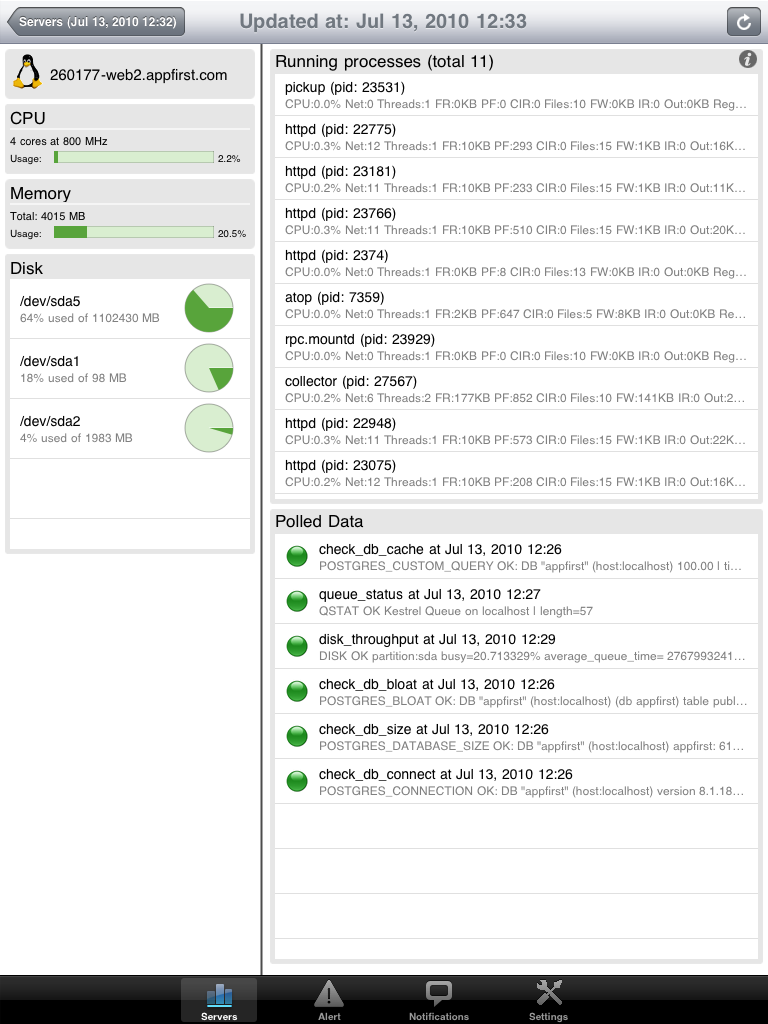 Servers (Jul 13, 2010 12:32)
Updated at: Jul 13, 2010 12:33
260177-web2.appfirst.com
CPU
4 cores at 800 MHz
Usage: 2.2%
Memory
Total: 4015 MB
Usage: 20.5%
Disk
/dev/sda5
64% used of 1102430 MB
/dev/sda1
18% used of 98 MB
/dev/sda2
4% used of 1983 MB
Running processes (total 11)
pickup (pid: 23531)
CPU:0.0% Net:0 Threads:1 FR:0KB PF:0 CIR:0 Files:10 FW:0KB IR:0 Out:0KB Reg...
httpd (pid: 22775)
CPU:0.3% Net:12 Threads:1 FR:10KB PF:293 CIR:0 Files:15 FW:1KB IR:0 Out:16K...
httpd (pid: 23181)
CPU:0.2% Net:11 Threads:1 FR:10KB PF:233 CIR:0 Files:15 FW:1KB IR:0 Out:11K...
httpd (pid: 23766)
CPU:0.3% Net:11 Threads:1 FR:10KB PF:510 CIR:0 Files:15 FW:1KB IR:0 Out:20K...
httpd (pid: 2374)
CPU:0.0% Net:0 Threads:1 FR:0KB PF:8 CIR:0 Files:13 FW:0KB IR:0 Out:0KB Reg...
atop (pid: 7359)
CPU:0.0% Net:0 Threads:1 FR:2KB PF:647 CIR:0 Files:5 FW:8KB IR:0 Out:0KB Re...
rpc.mountd (pid: 23929)
CPU:0.0% Net:0 Threads:1 FR:0KB PF:0 CIR:0 Files:10 FW:0KB IR:0 Out:0KB Reg...
collector (pid: 27567)
CPU:0.2% Net:6 Threads:2 FR:177KB PF:852 CIR:0 Files:10 FW:141KB IR:0 Out:2...
httpd (pid: 22948)
CPU:0.3% Net:11 Threads:1 FR:10KB PF:573 CIR:0 Files:15 FW:1KB IR:0 Out:22K...
httpd (pid: 23075)
CPU:0.2% Net:12 Threads:1 FR:10KB PF:208 CIR:0 Files:15 FW:1KB IR:0 Out:16K...
Polled Data
check_db_cache at Jul 13, 2010 12:26
POSTGRES_CUSTOM_QUERY OK: DB "appfirst" (host:localhost) 100.00 | ti...
queue_status at Jul 13, 2010 12:27
QSTAT OK Kestrel Queue on localhost | length=57
disk_throughput at Jul 13, 2010 12:29
DISK OK partition:sda busy=20.713329% average_queue_time= 2767993241...
check_db_bloat at Jul 13, 2010 12:26
POSTGRES_BLOAT OK: DB "appfirst" (host:localhost) (db appfirst) table publ...
check_db_size at Jul 13, 2010 12:26
POSTGRES_DATABASE_SIZE OK: DB "appfirst" (host:localhost) appfirst: 61...
check_db_connect at Jul 13, 2010 12:26
POSTGRES_CONNECTION OK: DB "appfirst" (host:localhost) version 8.1.18...
Servers
Alert
Notifications
Settings